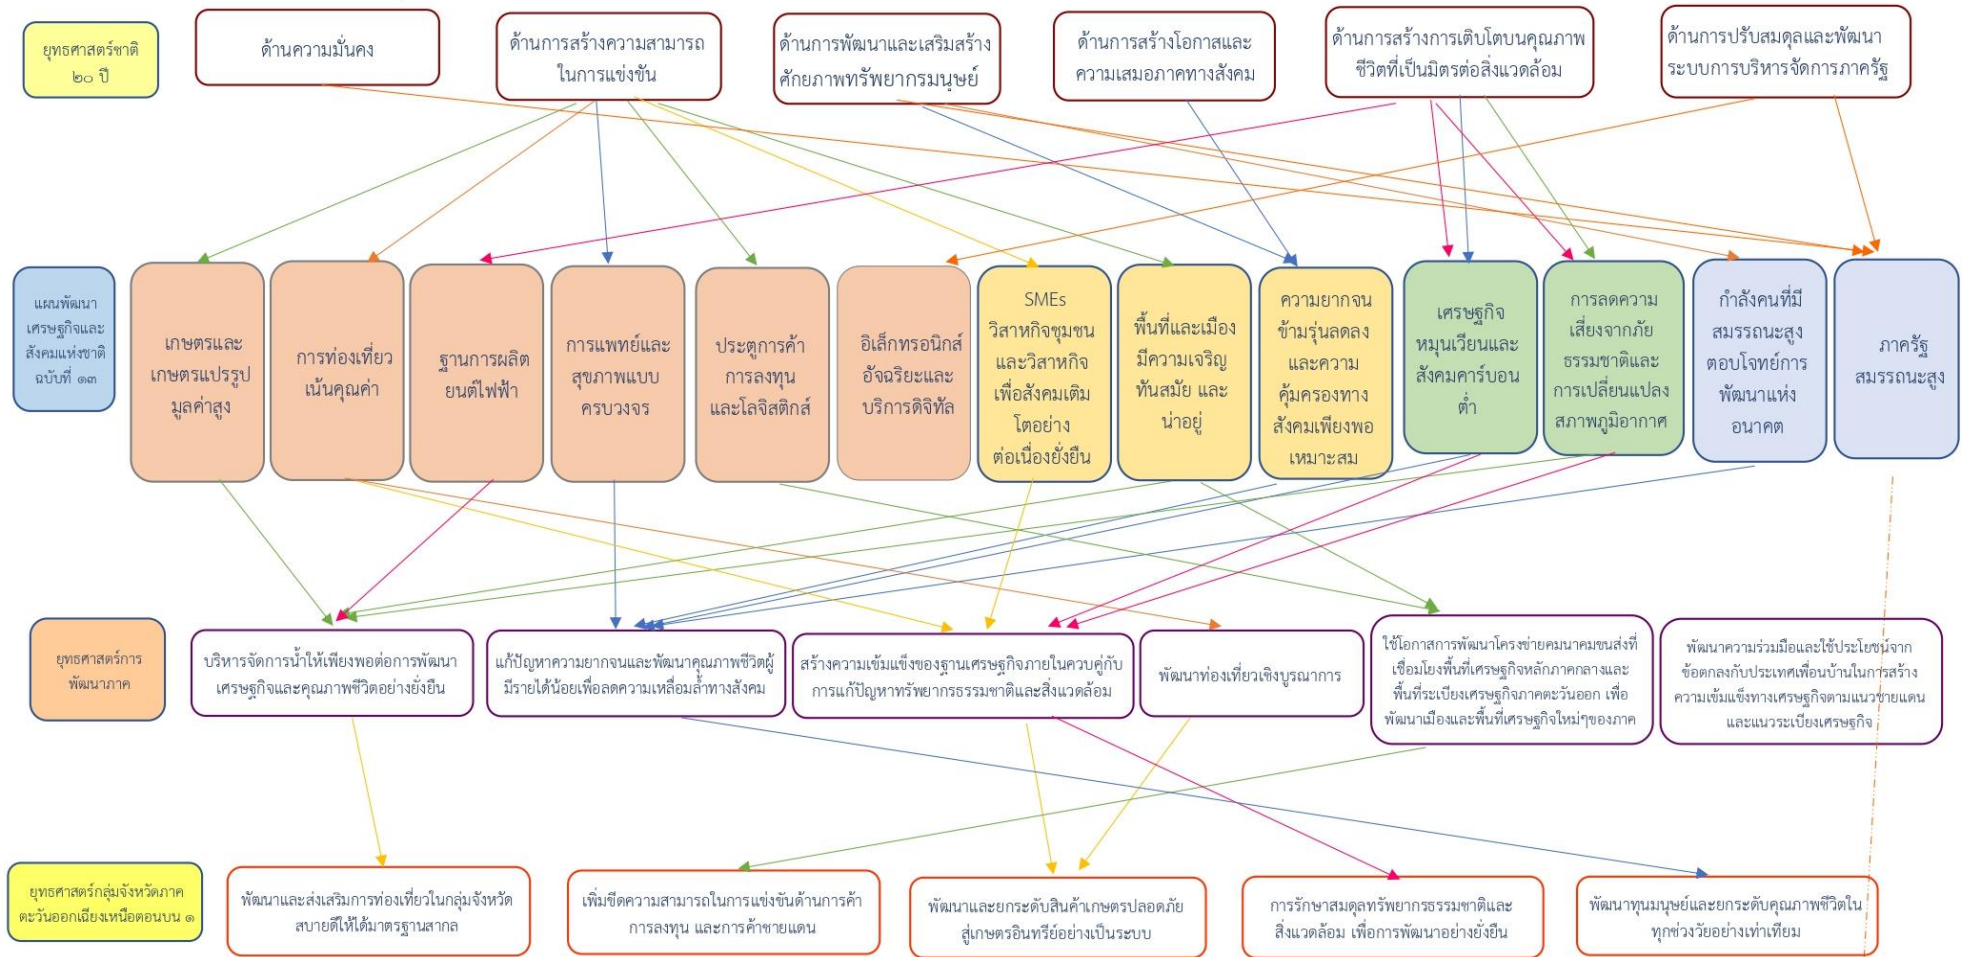 ยุทธศาสตร์ชาติ
๒๐ ปี
ด้านความมั่นคง
ด้านการสร้างความสามารถ
ในการแข่งขัน
ด้านการพัฒนาและเสริมสร้าง
ศักยภาพทรัพยากรมนุษย์
ด้านการสร้างโอกาสและ
ความเสมอภาคทางสังคม
ด้านการสร้างการเติบโตบนคุณภาพ
ชีวิตที่เป็นมิตรต่อสิ่งแวดล้อม
ด้านการปรับสมดุลและพัฒนา
ระบบการบริหารจัดการภาครัฐ
แผนพัฒนา
เศรษฐกิจและ
สังคมแห่งชาติ
ฉบับที่ ๑๓
เกษตรและ
เกษตรแปรรูป
มูลค่าสูง
การท่องเที่ยว
เน้นคุณค่า
ฐานการผลิต
ยนต์ไฟฟ้า
การแพทย์และ
สุขภาพแบบ
ครบวงจร
ประตูการค้า
การลงทุน
และโลจิสติกส์
อิเล็กทรอนิกส์
อัจฉริยะและ
บริการดิจิทัล
SMEs
วิสาหกิจชุมชน
และวิสาหกิจ
เพื่อสังคมเติม
โตอย่าง
ต่อเนื่องยั่งยืน
พื้นที่และเมือง
มีความเจริญ
ทันสมัย และ
น่าอยู่
ความยากจน
ข้ามรุ่นลดลง
และความ
คุ้มครองทาง
สังคมเพียงพอ
เหมาะสม
เศรษฐกิจ
หมุนเวียนและ
สังคมคาร์บอน
ต่ำ
การลดความ
เสี่ยงจากภัย
ธรรมชาติและ
การเปลี่ยนแปลง
สภาพภูมิอากาศ
กำลังคนที่มี
สมรรถนะสูง
ตอบโจทย์การ
พัฒนาแห่ง
อนาคต
ภาครัฐ
สมรรถนะสูง
ยุทธศาสตร์การ
พัฒนาภาค
บริหารจัดการน้ำให้เพียงพอต่อการพัฒนา
เศรษฐกิจและคุณภาพชีวิตอย่างยั่งยืน
แก้ปัญหาความยากจนและพัฒนาคุณภาพชีวิตผู้
มีรายได้น้อยเพื่อลดความเหลื่อมล้ำทางสังคม
สร้างความเข้มแข็งของฐานเศรษฐกิจภายในควบคู่กับ
การแก้ปัญหาทรัพยากรธรรมชาติและสิ่งแวดล้อม
พัฒนาท่องเที่ยวเชิงบูรณาการ
ใช้โอกาสการพัฒนาโครงข่ายคมนาคมขนส่งที่
เชื่อมโยงพื้นที่เศรษฐกิจหลักภาคกลางและ
พื้นที่ระเบียงเศรษฐกิจภาคตะวันออก เพื่อ
พัฒนาเมืองและพื้นที่เศรษฐกิจใหม่ๆของภาค
พัฒนาความร่วมมือและใช้ประโยชน์จาก
ข้อตกลงกับประเทศเพื่อนบ้านในการสร้าง
ความเข้มแข็งทางเศรษฐกิจตามแนวชายแดน
และแนวระเบียงเศรษฐกิจ
ยุทธศาสตร์กลุ่มจังหวัดภาค
ตะวันออกเฉียงเหนือตอนบน ๑
พัฒนาและส่งเสริมการท่องเที่ยวในกลุ่มจังหวัด
สบายดีให้ได้มาตรฐานสากล
เพิ่มขีดความสามารถในการแข่งขันด้านการค้า
การลงทุน และการค้าชายแดน
พัฒนาและยกระดับสินค้าเกษตรปลอดภัย
สู่เกษตรอินทรีย์อย่างเป็นระบบ
การรักษาสมดุลทรัพยากรธรรมชาติและ
สิ่งแวดล้อม เพื่อการพัฒนาอย่างยั่งยืน
พัฒนาทุนมนุษย์และยกระดับคุณภาพชีวิตใน
ทุกช่วงวัยอย่างเท่าเทียม